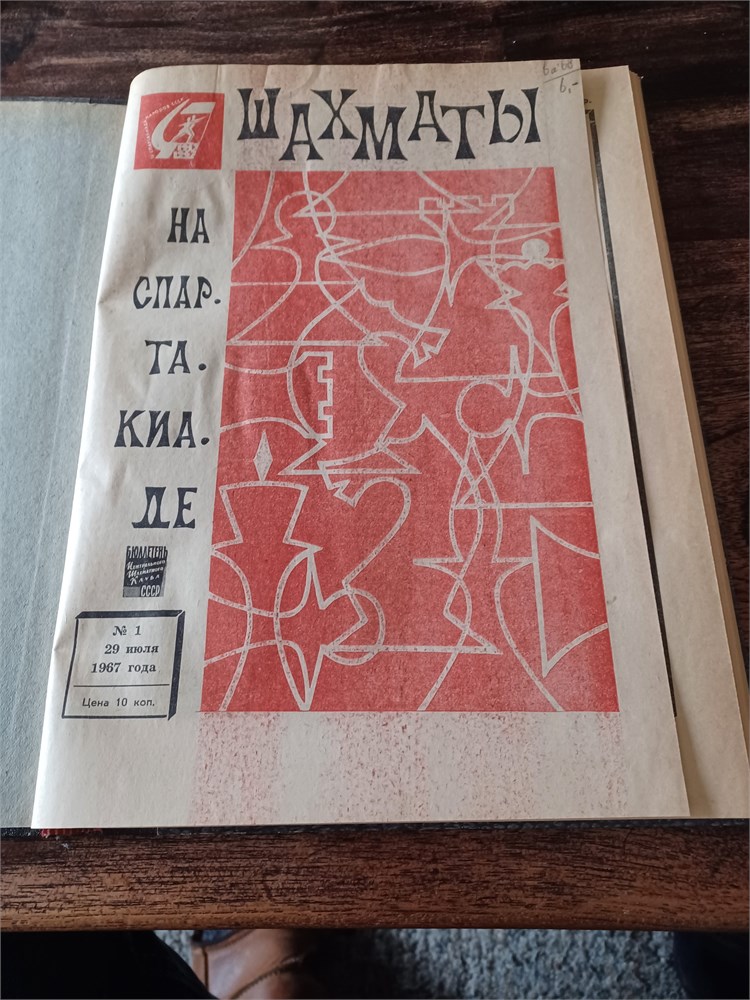 ШАХМАТЫ
НА
СПАР-
ТА-
КИА-
ДЕ
БЮЛЛЕТЕНЬ
Центрального
Шахматного
Клуба
СССР
№ 1
29 июля
1967 года
Цена 10 коп.